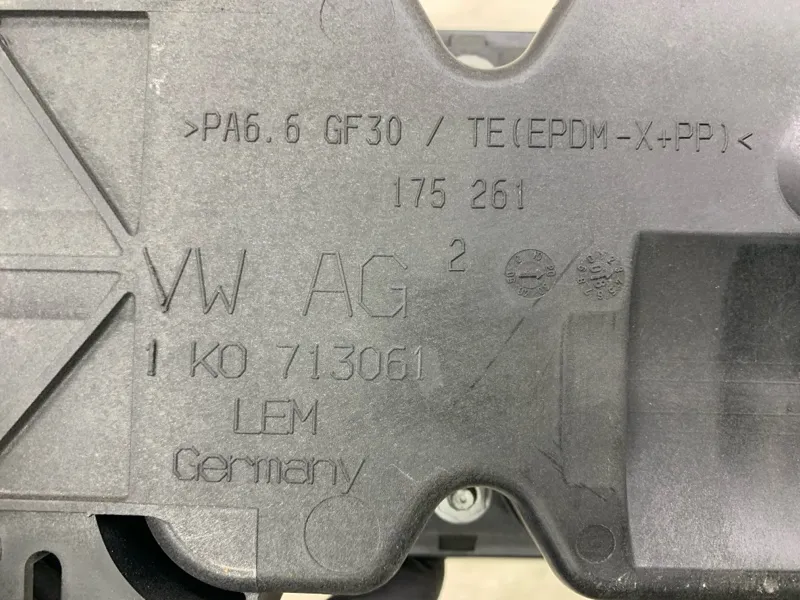 >PA6.6 GF30 / TE(EPDM-X+PP)<
175 261
VW AG 2
1 K0 713061
LEM
Germany